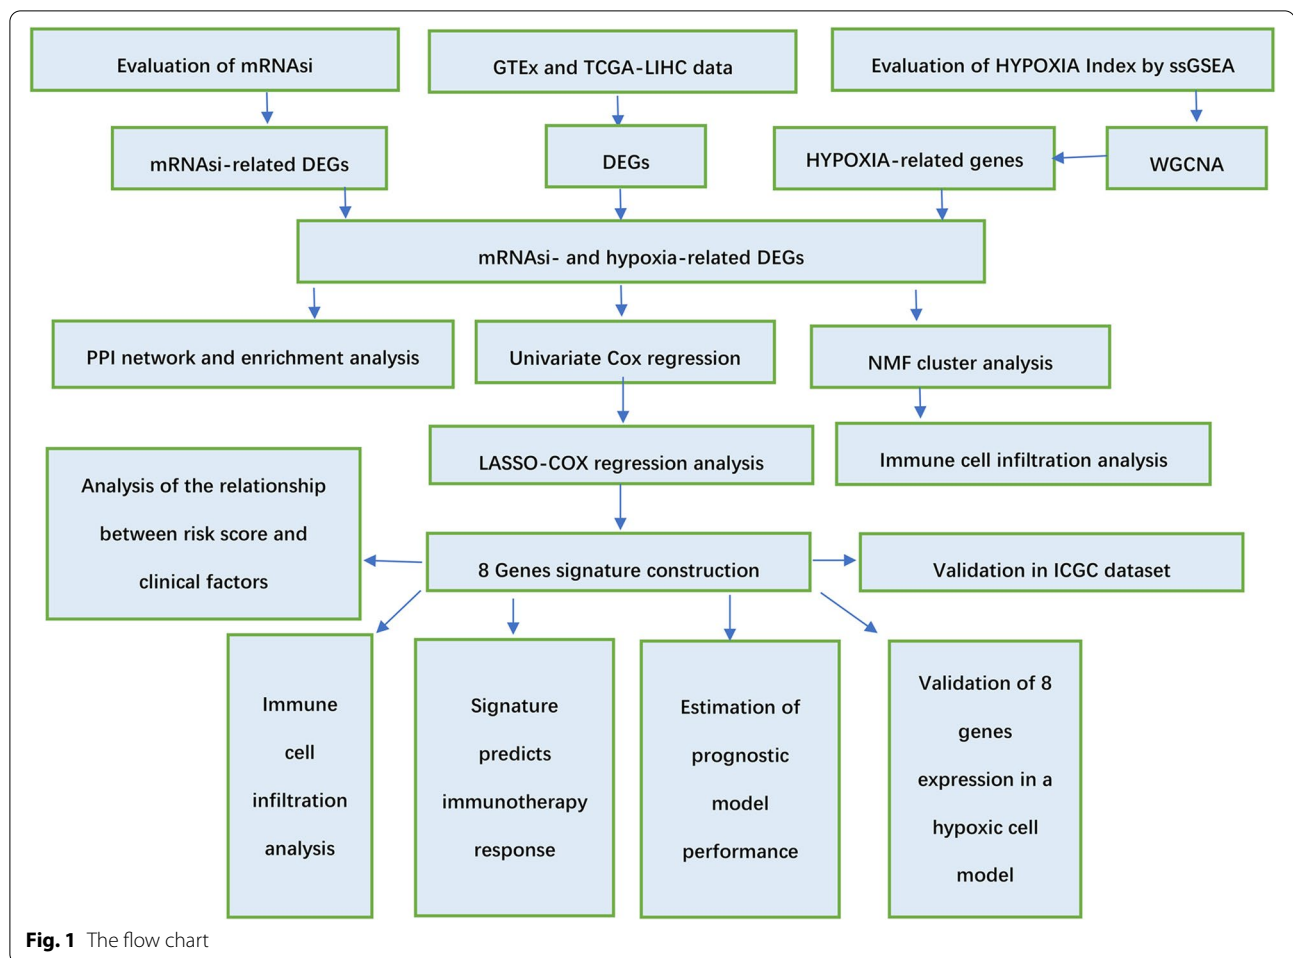 Evaluation of mRNAsi
GTEx and TCGA-LIHC data
Evaluation of HYPOXIA Index by ssGSEA
mRNAsi-related DEGs
DEGs
HYPOXIA-related genes
WGCNA
mRNAsi- and hypoxia-related DEGs
PPI network and enrichment analysis
Univariate Cox regression
NMF cluster analysis
LASSO-COX regression analysis
Immune cell infiltration analysis
Analysis of the relationship
between risk score and
clinical factors
8 Genes signature construction
Validation in ICGC dataset
Immune
cell
infiltration
analysis
Signature
predicts
immunotherapy
response
Estimation of
prognostic
model
performance
Validation of 8
genes
expression in a
hypoxic cell
model
Fig. 1 The flow chart